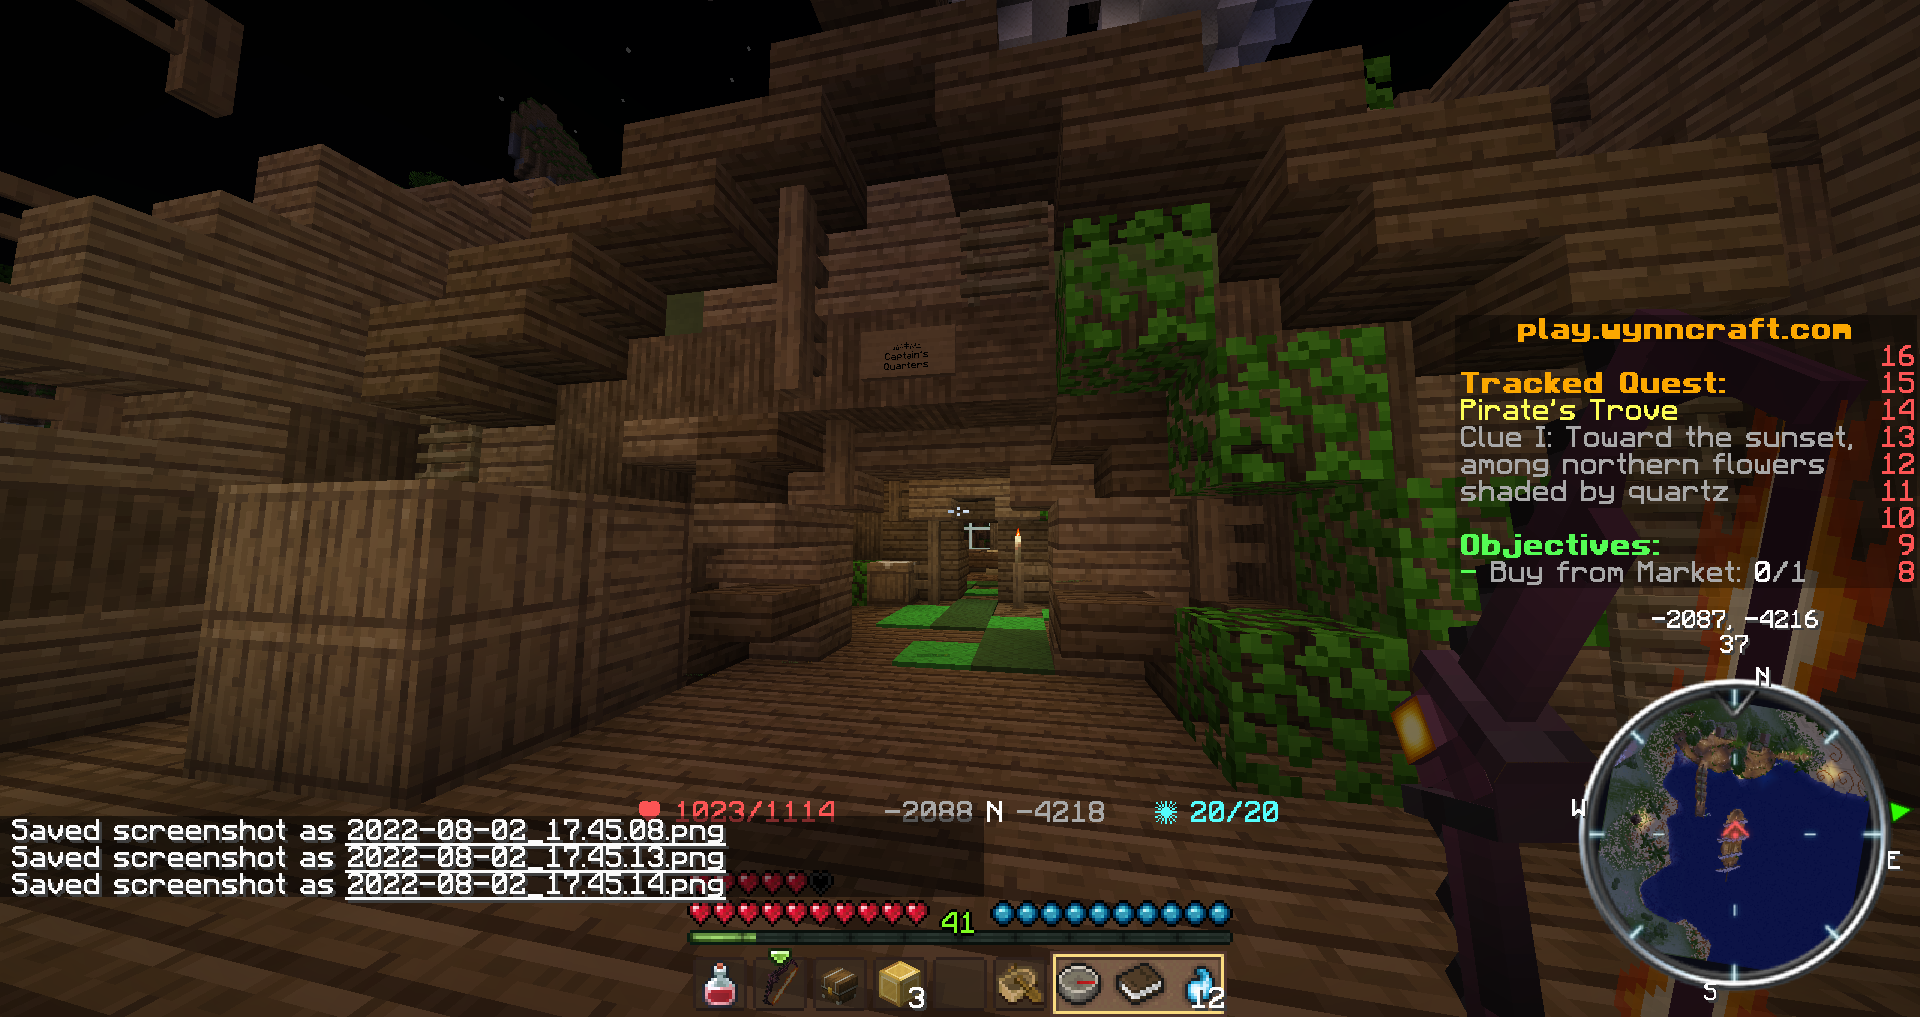 Captain's
Quarters
play.wynncraft.com
16
Tracked Quest: 15
Pirate's Trove 14
Clue I: Toward the sunset, 13
among northern flowers 12
shaded by quartz 11
10
Objectives: 9
- Buy from Market: 0/1 8
-2087, -4216
37
N
W
E
S
1023/1114 -2088 N -4218 20/20
Saved screenshot as 2022-08-02_17.45.08.png
Saved screenshot as 2022-08-02_17.45.13.png
Saved screenshot as 2022-08-02_17.45.14.png
41
3
12